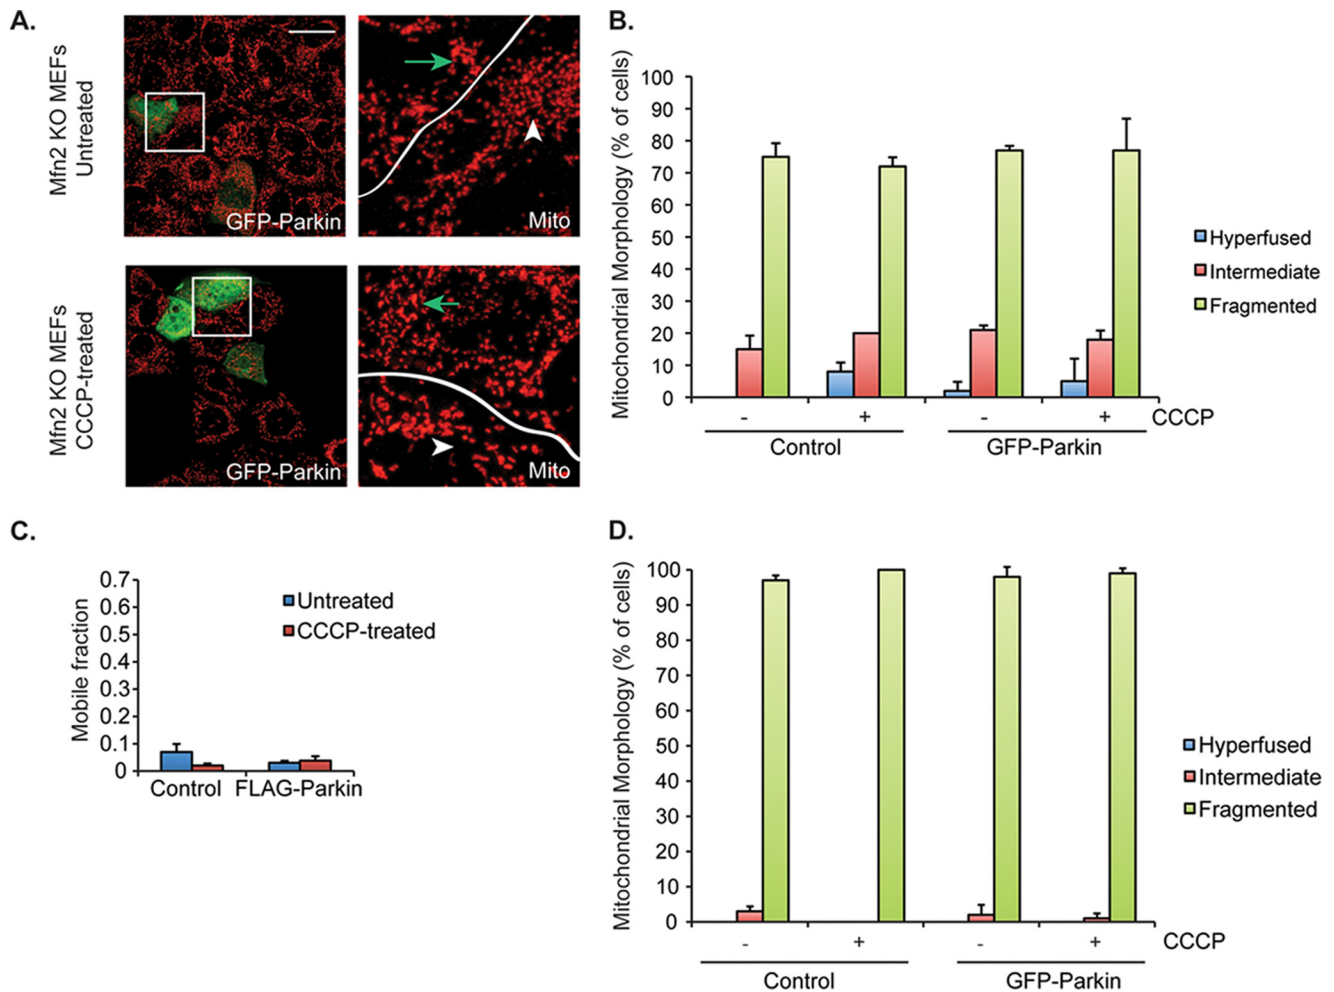 A.
Mfn2 KO MEFs
Untreated
GFP-Parkin
Mito
Mfn2 KO MEFs
CCCP-treated
GFP-Parkin
Mito
B.
Mitochondrial Morphology (% of cells)
100
90
80
70
60
50
40
30
20
10
0
Hyperfused
Intermediate
Fragmented
- + - + CCCP
Control GFP-Parkin
C.
Mobile fraction
0.7
0.6
0.5
0.4
0.3
0.2
0.1
0
Untreated
CCCP-treated
Control FLAG-Parkin
D.
Mitochondrial Morphology (% of cells)
100
90
80
70
60
50
40
30
20
10
0
Hyperfused
Intermediate
Fragmented
- + - + CCCP
Control GFP-Parkin